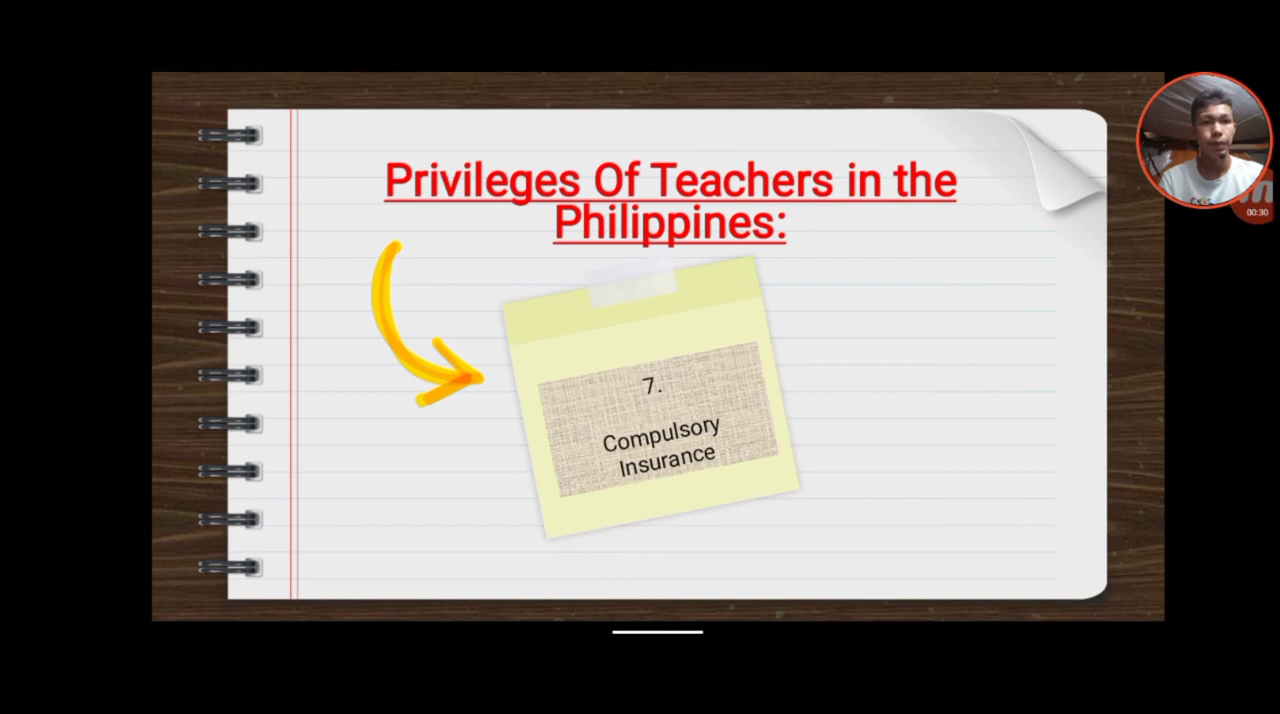 Privileges Of Teachers in the
Philippines:
7.
Compulsory
Insurance
00:30